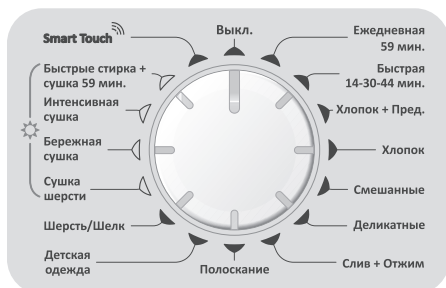 Smart Touch
Выкл.
Ежедневная
59 мин.
Быстрые стирка +
сушка 59 мин.
Быстрая
14-30-44 мин.
Интенсивная
сушка
Хлопок + Пред.
Бережная
сушка
Хлопок
Сушка
шерсти
Смешанные
Шерсть/Шелк
Деликатные
Детская
одежда
Полоскание
Слив + Отжим